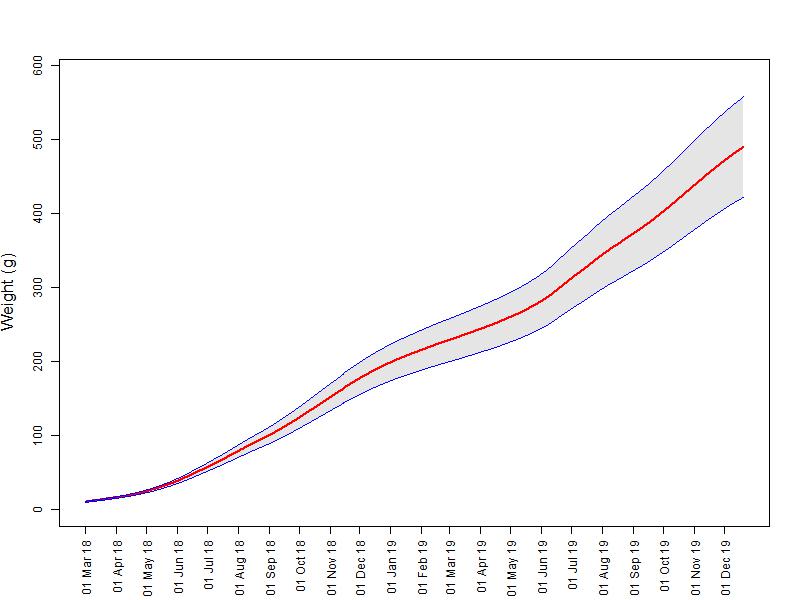 Weight (g)
600
500
400
300
200
100
0
01 Mar 18
01 Apr 18
01 May 18
01 Jun 18
01 Jul 18
01 Aug 18
01 Sep 18
01 Oct 18
01 Nov 18
01 Dec 18
01 Jan 19
01 Feb 19
01 Mar 19
01 Apr 19
01 May 19
01 Jun 19
01 Jul 19
01 Aug 19
01 Sep 19
01 Oct 19
01 Nov 19
01 Dec 19